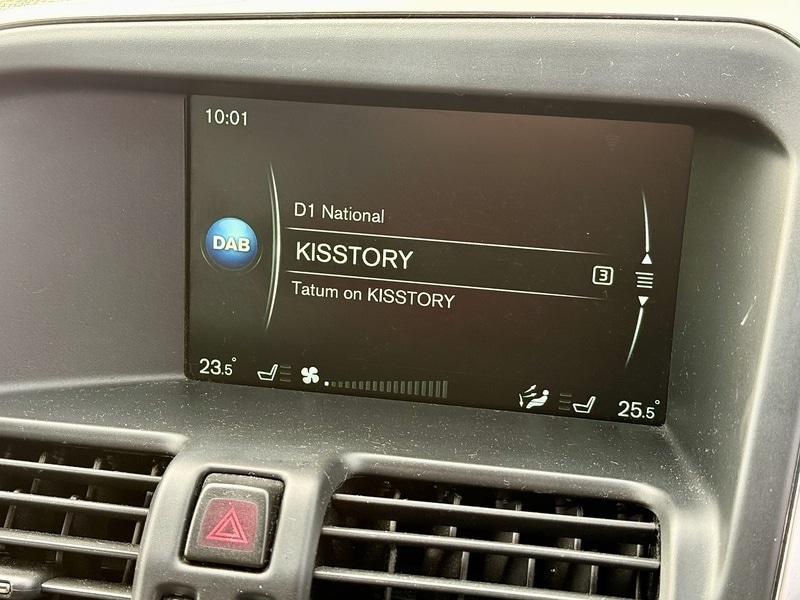 10:01
D1 National
DAB
KISSTORY
3
Tatum on KISSTORY
23.5°
25.5°